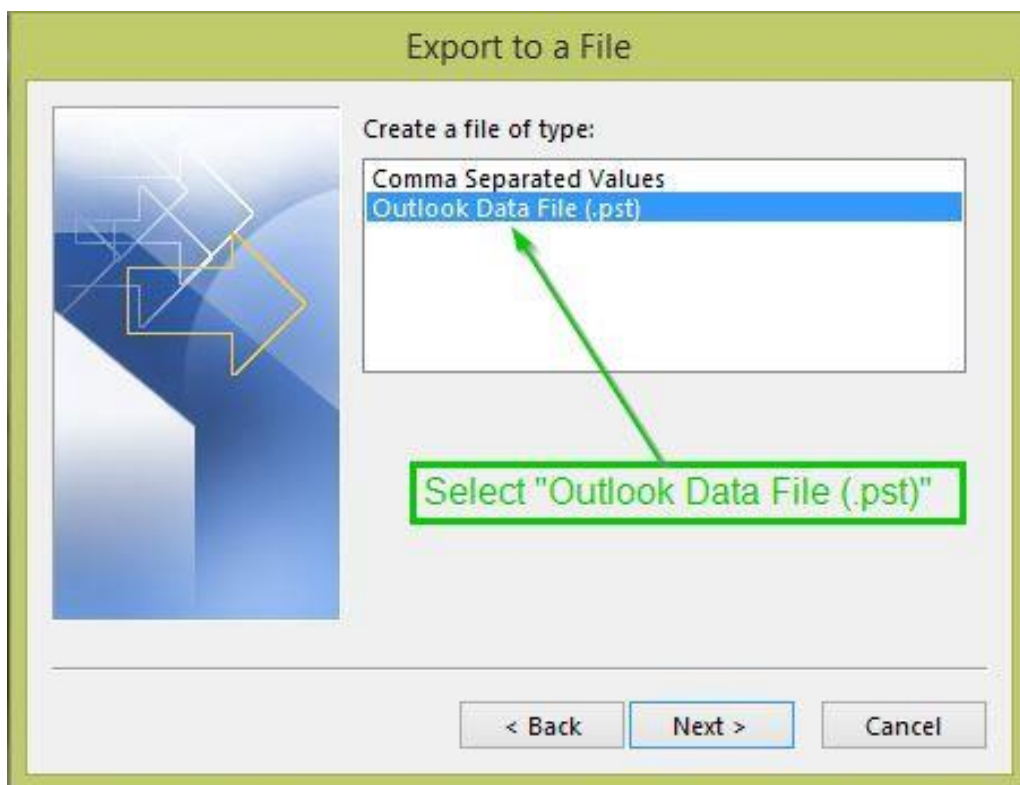 Export to a File
Create a file of type:
Comma Separated Values
Outlook Data File (.pst)
Select "Outlook Data File (.pst)"
< Back
Next >
Cancel